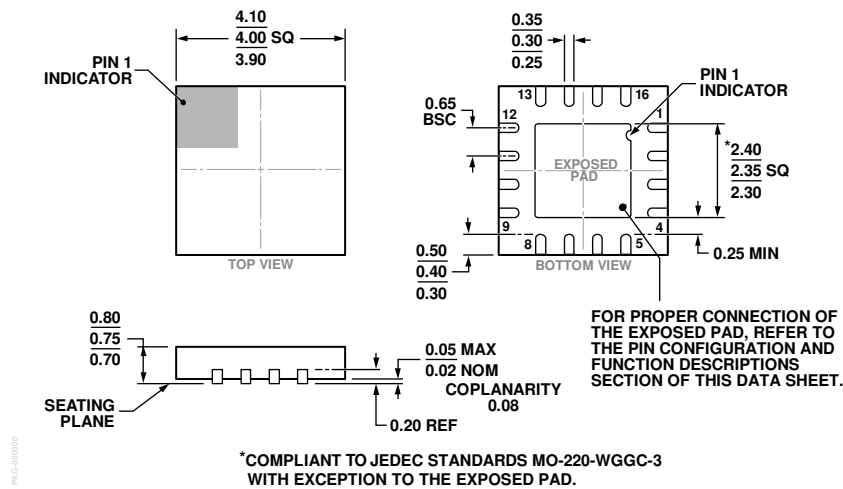 4.10
4.00 SQ
3.90
PIN 1
INDICATOR
TOP VIEW
0.35
0.30
0.25
PIN 1
INDICATOR
0.65
BSC
13
16
12
1
9
4
8
5
EXPOSED
PAD
*2.40
2.35 SQ
2.30
0.25 MIN
0.50
0.40
0.30
BOTTOM VIEW
FOR PROPER CONNECTION OF
THE EXPOSED PAD, REFER TO
THE PIN CONFIGURATION AND
FUNCTION DESCRIPTIONS
SECTION OF THIS DATA SHEET.
0.80
0.75
0.70
SEATING
PLANE
0.05 MAX
0.02 NOM
COPLANARITY
0.08
0.20 REF
*COMPLIANT TO JEDEC STANDARDS MO-220-WGGC-3
WITH EXCEPTION TO THE EXPOSED PAD.
PKG-000000